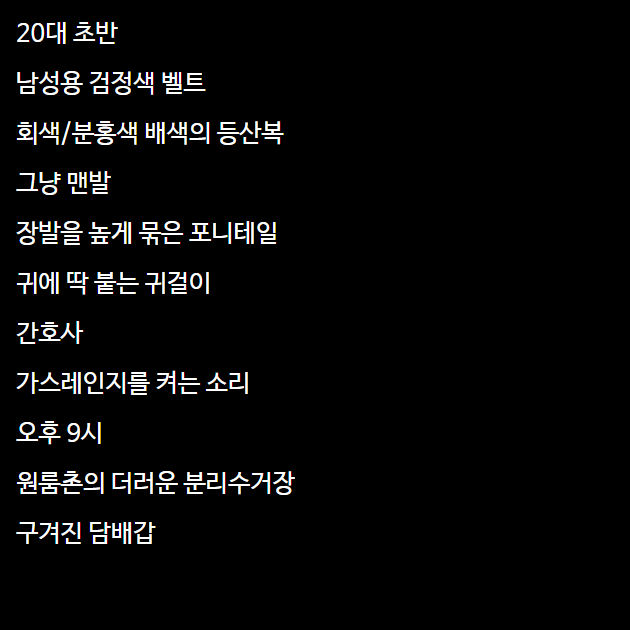 20대 초반
남성용 검정색 벨트
회색/분홍색 배색의 등산복
그냥 맨발
장발을 높게 묶은 포니테일
귀에 딱 붙는 귀걸이
간호사
가스레인지를 켜는 소리
오후 9시
원룸촌의 더러운 분리수거장
구겨진 담배갑